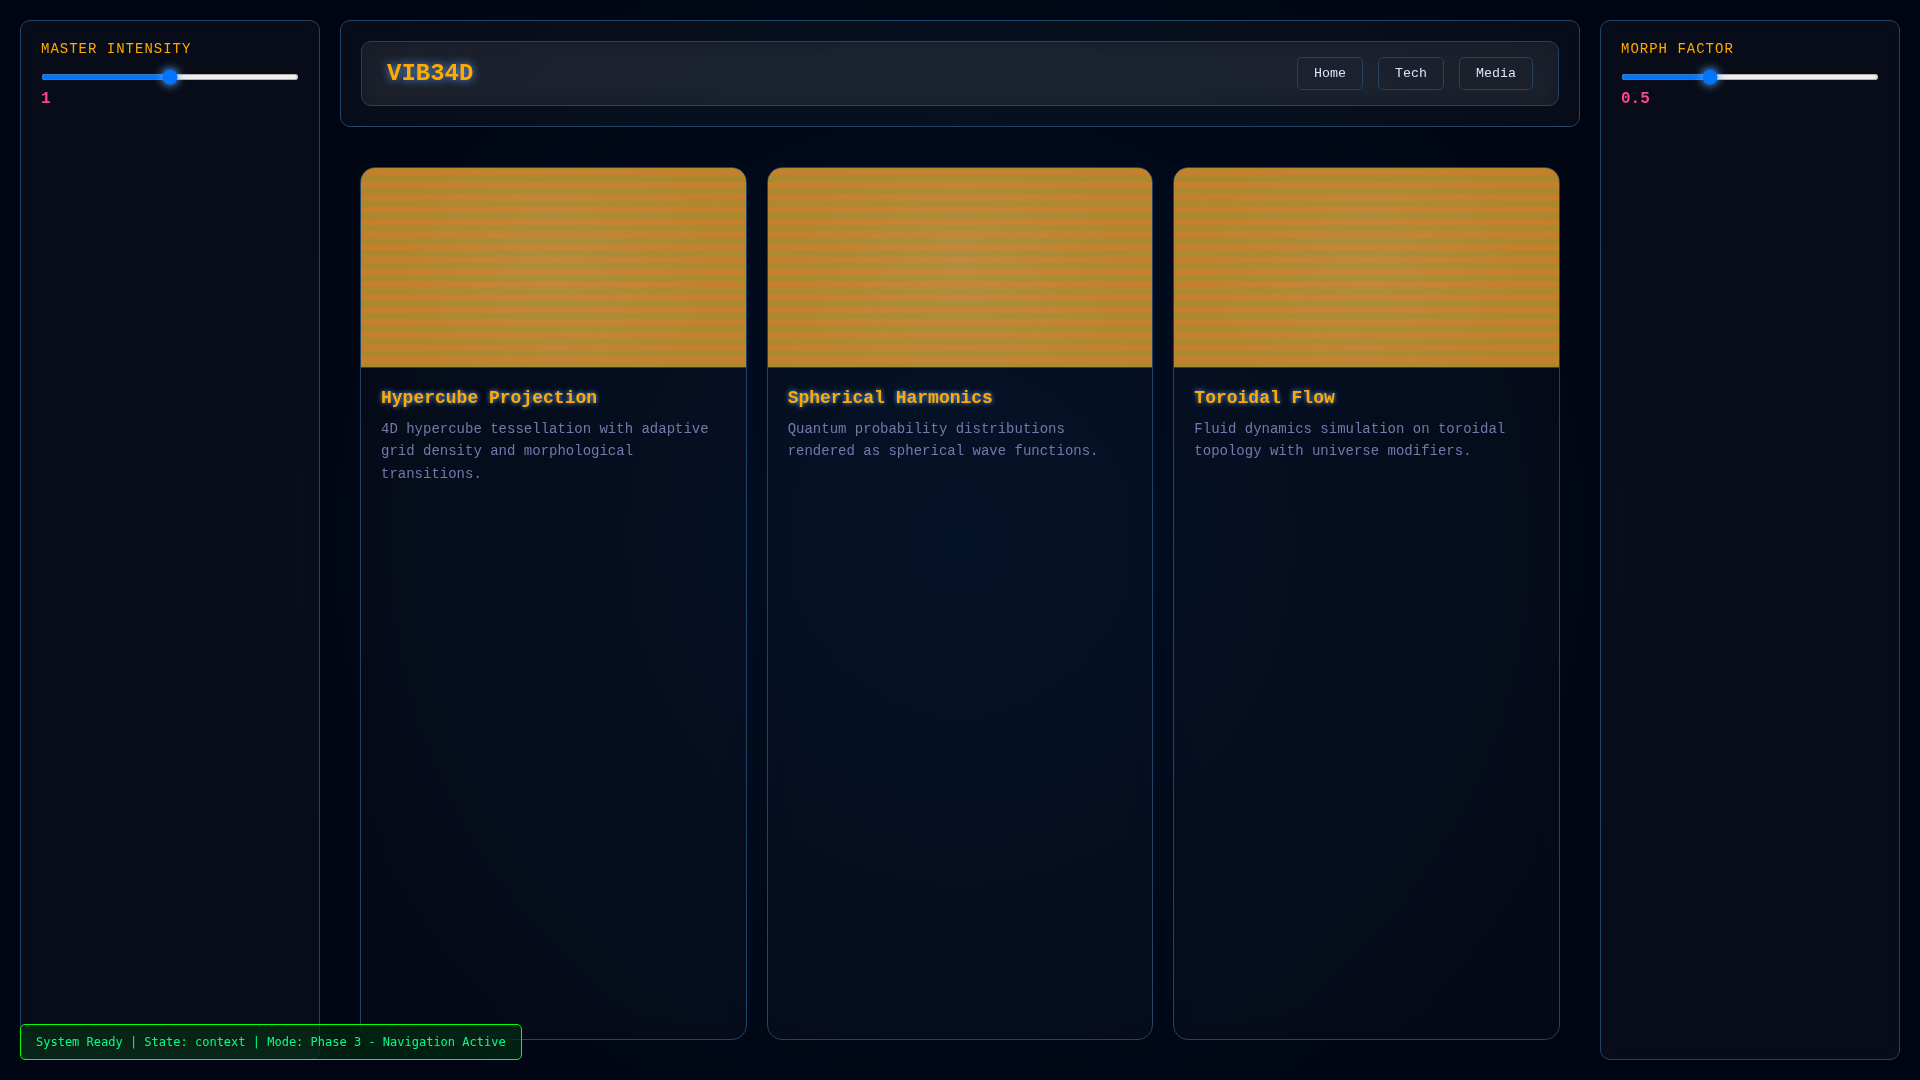 MASTER INTENSITY
1
VIB34D
Home
Tech
Media
MORPH FACTOR
0.5
Hypercube Projection
4D hypercube tessellation with adaptive
grid density and morphological
transitions.
Spherical Harmonics
Quantum probability distributions
rendered as spherical wave functions.
Toroidal Flow
Fluid dynamics simulation on toroidal
topology with universe modifiers.
System Ready | State: context | Mode: Phase 3 - Navigation Active